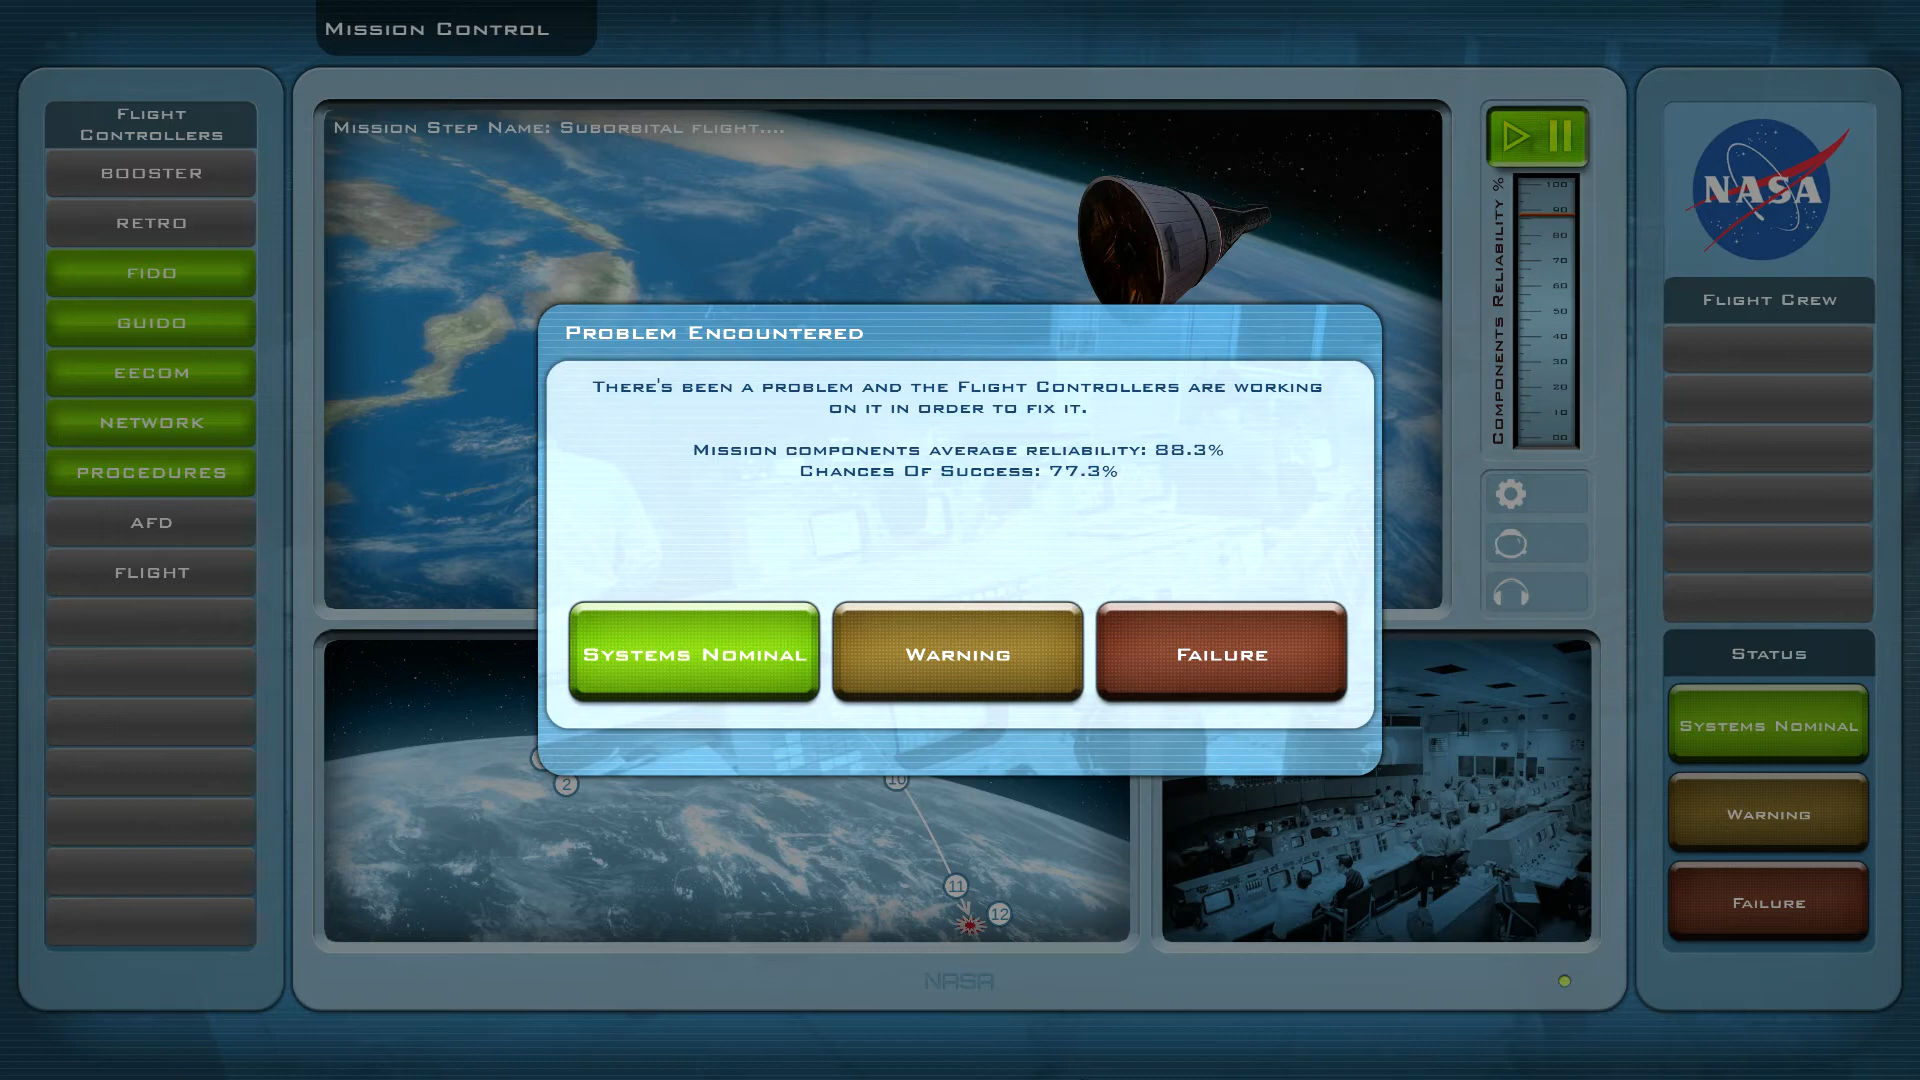 Mission Control
Flight
Controllers
BOOSTER
RETRO
FIDO
GUIDO
EECOM
NETWORK
PROCEDURES
AFD
FLIGHT
Mission Step Name: Suborbital flight....
Components Reliability %
100
90
80
70
60
50
40
30
20
10
00
NASA
Flight Crew
Problem Encountered
There's been a problem and the Flight Controllers are working
on it in order to fix it.
Mission components average reliability: 88.3%
Chances Of Success: 77.3%
Systems Nominal
Warning
Failure
2
10
11
12
Status
Systems Nominal
Warning
Failure
NASA